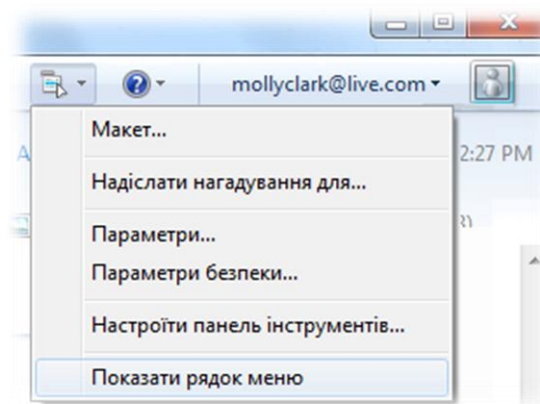 mollyclark@live.com
Макет...
2:27 PM
Надіслати нагадування для...
Параметри...
Параметри безпеки...
Настроїти панель інструментів...
Показати рядок меню